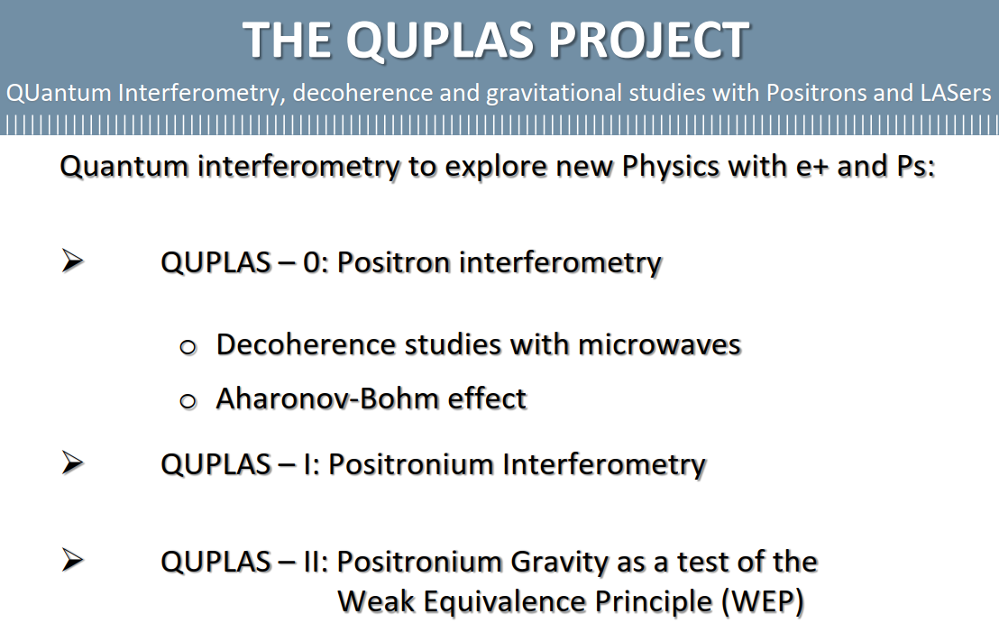 THE QUPLAS PROJECT
QUantum Interferometry, decoherence and gravitational studies with Positrons and LASers
Quantum interferometry to explore new Physics with e+ and Ps:
➢ QUPLAS – 0: Positron interferometry
o Decoherence studies with microwaves
o Aharonov-Bohm effect
➢ QUPLAS – I: Positronium Interferometry
➢ QUPLAS – II: Positronium Gravity as a test of the
Weak Equivalence Principle (WEP)